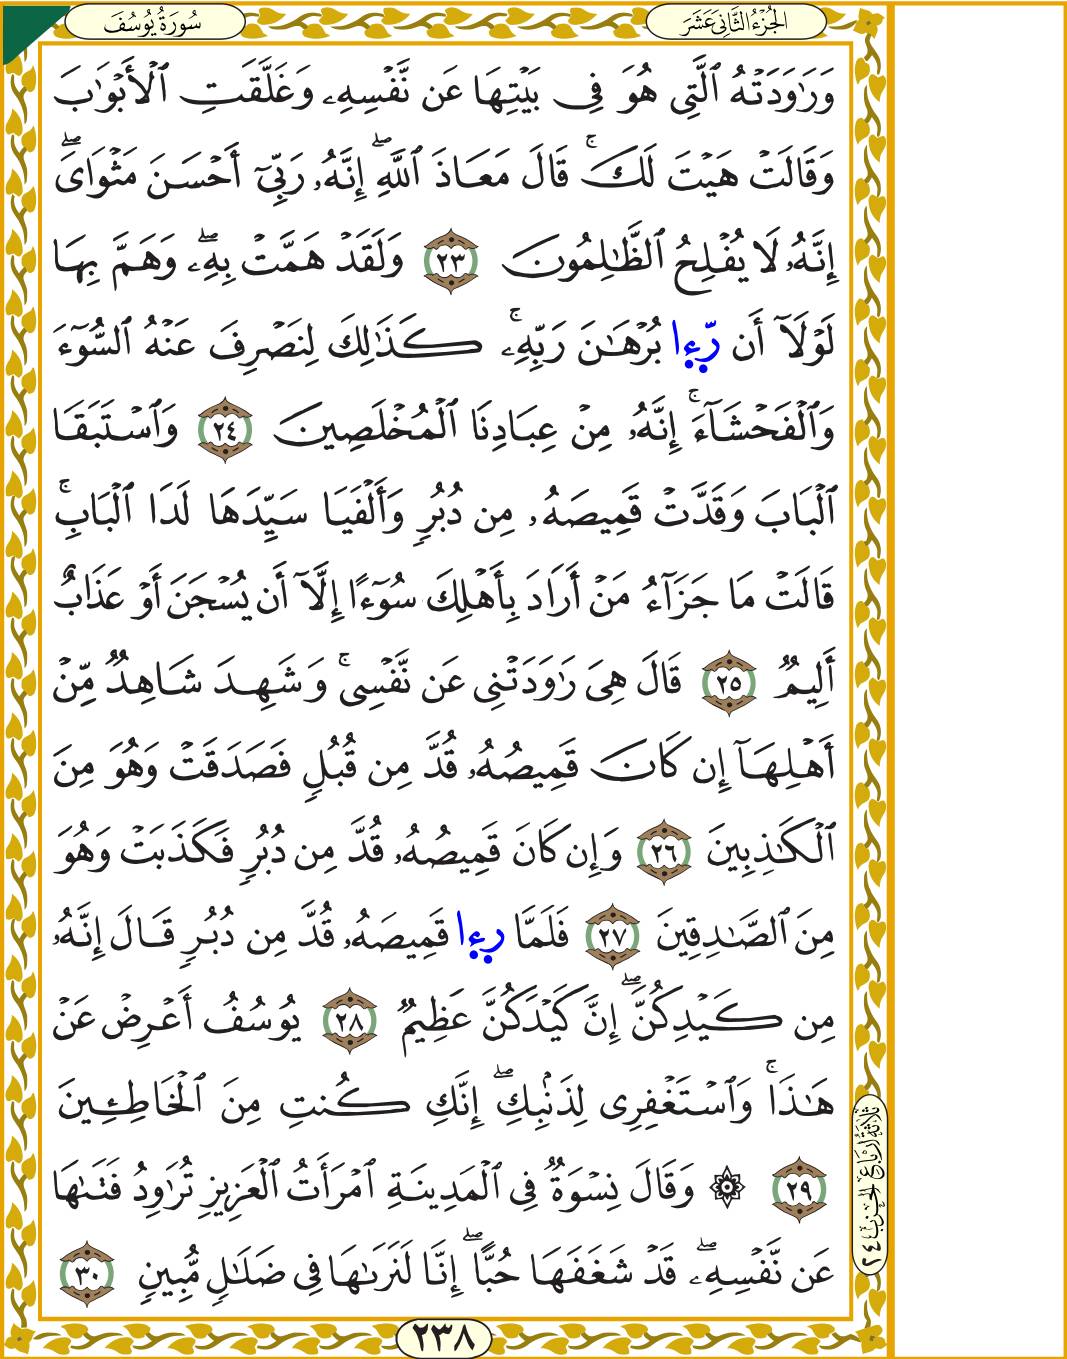 الجُزْءُ الثَّانِي عَشَرَ
سُورَةُ يُوسُفَ
وَرَٰوَدَتْهُ ٱلَّتِى هُوَ فِى بَيْتِهَا عَن نَّفْسِهِۦ وَغَلَّقَتِ ٱلْأَبْوَٰبَ
وَقَالَتْ هَيْتَ لَكَ ۚ قَالَ مَعَاذَ ٱللَّهِ ۖ إِنَّهُۥ رَبِّىٓ أَحْسَنَ مَثْوَاىَ ۖ
إِنَّهُۥ لَا يُفْلِحُ ٱلظَّٰلِمُونَ ٢٣ وَلَقَدْ هَمَّتْ بِهِۦ ۖ وَهَمَّ بِهَا
لَوْلَآ أَن رِّءٜا بُرْهَٰنَ رَبِّهِۦ ۚ كَذَٰلِكَ لِنَصْرِفَ عَنْهُ ٱلسُّوٓءَ
وَٱلْفَحْشَآءَ ۚ إِنَّهُۥ مِنْ عِبَادِنَا ٱلْمُخْلَصِينَ ٢٤ وَٱسْتَبَقَا
ٱلْبَابَ وَقَدَّتْ قَمِيصَهُۥ مِن دُبُرٍ وَأَلْفَيَا سَيِّدَهَا لَدَا ٱلْبَابِ ۚ
قَالَتْ مَا جَزَآءُ مَنْ أَرَادَ بِأَهْلِكَ سُوٓءًا إِلَّآ أَن يُسْجَنَ أَوْ عَذَابٌ
أَلِيمٌ ٢٥ قَالَ هِىَ رَٰوَدَتْنِى عَن نَّفْسِى ۚ وَشَهِدَ شَاهِدٌ مِّنْ
أَهْلِهَآ إِن كَانَ قَمِيصُهُۥ قُدَّ مِن قُبُلٍ فَصَدَقَتْ وَهُوَ مِنَ
ٱلْكَٰذِبِينَ ٢٦ وَإِن كَانَ قَمِيصُهُۥ قُدَّ مِن دُبُرٍ فَكَذَبَتْ وَهُوَ
مِنَ ٱلصَّٰدِقِينَ ٢٧ فَلَمَّا رِءٜا قَمِيصَهُۥ قُدَّ مِن دُبُرٍ قَالَ إِنَّهُۥ
مِن كَيْدِكُنَّ ۖ إِنَّ كَيْدَكُنَّ عَظِيمٌ ٢٨ يُوسُفُ أَعْرِضْ عَنْ
هَٰذَا ۚ وَٱسْتَغْفِرِى لِذَنۢبِكِ ۖ إِنَّكِ كُنتِ مِنَ ٱلْخَاطِـِٔينَ
٢٩ ۞ وَقَالَ نِسْوَةٌ فِى ٱلْمَدِينَةِ ٱمْرَأَتُ ٱلْعَزِيزِ تُرَٰوِدُ فَتَىٰهَا
عَن نَّفْسِهِۦ ۖ قَدْ شَغَفَهَا حُبًّا ۖ إِنَّا لَنَرَىٰهَا فِى ضَلَٰلٍ مُّبِينٍ ٣٠
ثلاثة أرباع الحزب ٢٤
٢٣٨